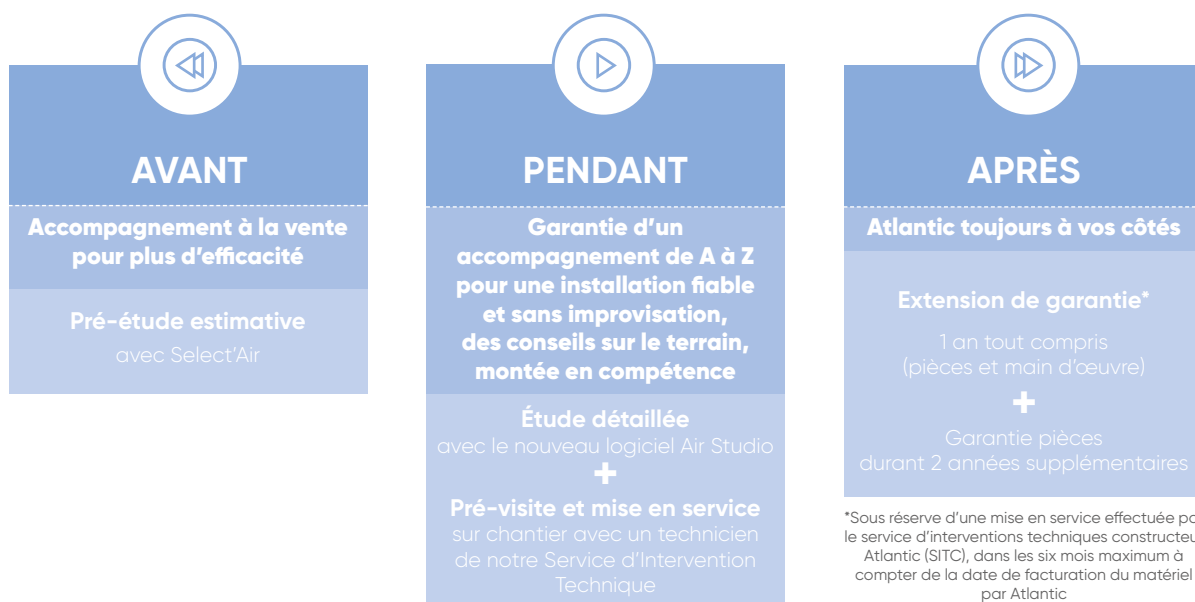 AVANT
Accompagnement à la vente
pour plus d'efficacité
Pré-étude estimative
avec Select'Air
PENDANT
Garantie d'un
accompagnement de A à Z
pour une installation fiable
et sans improvisation,
des conseils sur le terrain,
montée en compétence
Étude détaillée
avec le nouveau logiciel Air Studio
+
Pré-visite et mise en service
sur chantier avec un technicien
de notre Service d'Intervention
Technique
APRÈS
Atlantic toujours à vos côtés
Extension de garantie*
1 an tout compris
(pièces et main d'œuvre)
+
Garantie pièces
durant 2 années supplémentaires
*Sous réserve d'une mise en service effectuée
le service d'interventions techniques
Atlantic (SITC), dans les six mois maximum à
compter de la date de facturation du matériel
par Atlantic